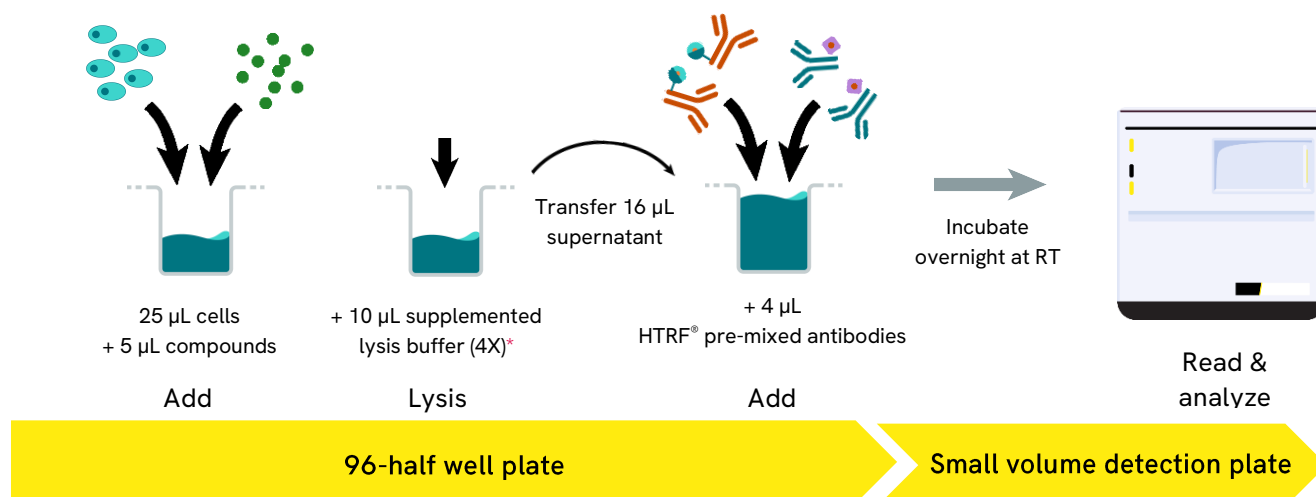 25 µL cells
+ 5 µL compounds
Add
+ 10 µL supplemented
lysis buffer (4X)*
Lysis
Transfer 16 µL
supernatant
+ 4 µL
HTRF® pre-mixed antibodies
Add
Incubate
overnight at RT
Read &
analyze
96-half well plate
Small volume detection plate